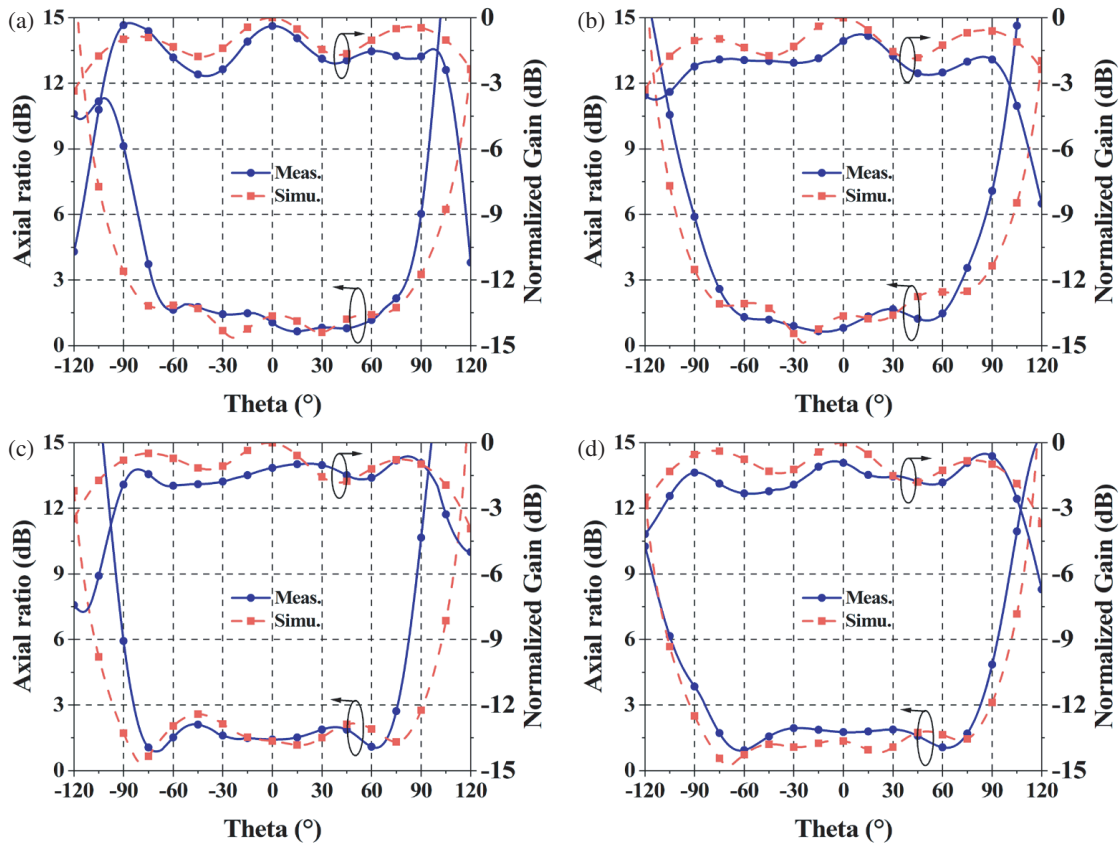 (a)
15
12
9
6
3
0
Axial ratio (dB)
0
-3
-6
-9
-12
-15
Normalized Gain (dB)
Meas.
Simu.
-120 -90 -60 -30 0 30 60 90 120
Theta (°)
(b)
15
12
9
6
3
0
Axial ratio (dB)
0
-3
-6
-9
-12
-15
Normalized Gain (dB)
Meas.
Simu.
-120 -90 -60 -30 0 30 60 90 120
Theta (°)
(c)
15
12
9
6
3
0
Axial ratio (dB)
0
-3
-6
-9
-12
-15
Normalized Gain (dB)
Meas.
Simu.
-120 -90 -60 -30 0 30 60 90 120
Theta (°)
(d)
15
12
9
6
3
0
Axial ratio (dB)
0
-3
-6
-9
-12
-15
Normalized Gain (dB)
Meas.
Simu.
-120 -90 -60 -30 0 30 60 90 120
Theta (°)